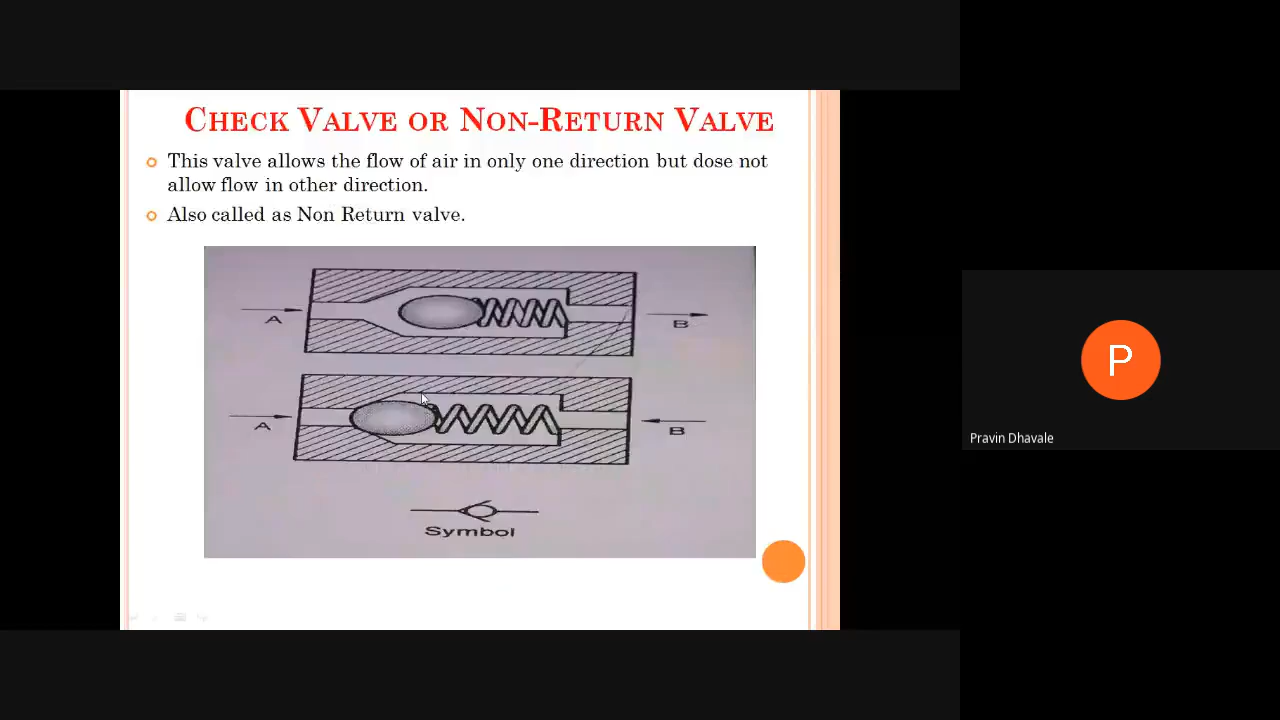 CHECK VALVE OR NON-RETURN VALVE
This valve allows the flow of air in only one direction but dose not
allow flow in other direction.
Also called as Non Return valve.
A
B
A
B
Symbol
P
Pravin Dhavale